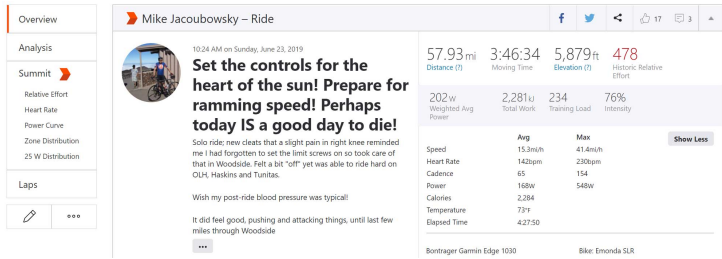 Overview
Analysis
Summit
Relative Effort
Heart Rate
Power Curve
Zone Distribution
25 W Distribution
Laps
Mike Jacoubowsky – Ride
17
3
10:24 AM on Sunday, June 23, 2019
Set the controls for the
heart of the sun! Prepare for
ramming speed! Perhaps
today IS a good day to die!
Solo ride; new cleats that a slight pain in right knee reminded
me I had forgotten to set the limit screws on so took care of
that in Woodside. Felt a bit "off" yet was able to ride hard on
OLH, Haskins and Tunitas.
Wish my post-ride blood pressure was typical!
It did feel good, pushing and attacking things, until last few
miles through Woodside
57.93 mi 3:46:34 5,879 ft 478
Distance (?) Moving Time Elevation (?) Historic Relative
Effort
202 W 2,281 kJ 234 76%
Weighted Avg Total Work Training Load Intensity
Power
Avg Max
Show Less
Speed 15.3mi/h 41.4mi/h
Heart Rate 142bpm 230bpm
Cadence 65 154
Power 168W 548W
Calories 2,284
Temperature 73°F
Elapsed Time 4:27:50
Bontrager Garmin Edge 1030 Bike: Emonda SLR